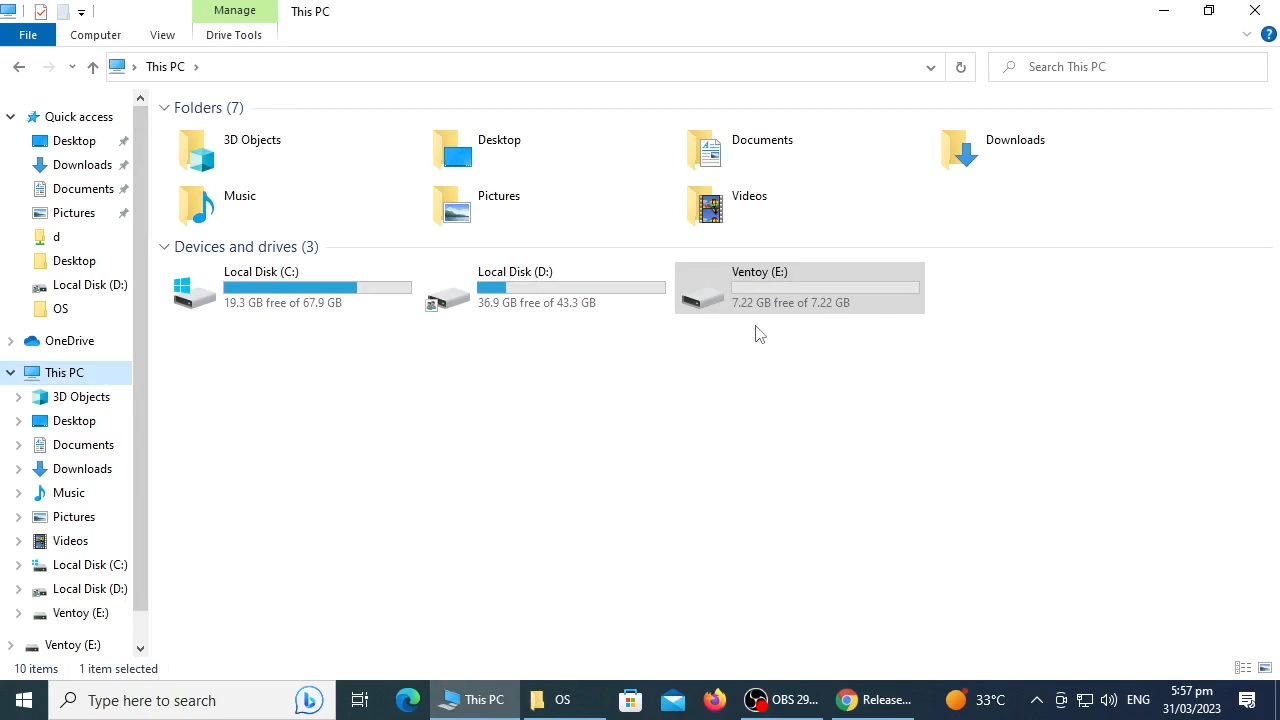 Manage
This PC
File
Computer
View
Drive Tools
This PC
Search This PC
Quick access
Desktop
Downloads
Documents
Pictures
d
Desktop
Local Disk (D:)
OS
OneDrive
This PC
3D Objects
Desktop
Documents
Downloads
Music
Pictures
Videos
Local Disk (C:)
Local Disk (D:)
Ventoy (E:)
Ventoy (E:)
Folders (7)
3D Objects
Desktop
Documents
Downloads
Music
Pictures
Videos
Devices and drives (3)
Local Disk (C:)
19.3 GB free of 67.9 GB
Local Disk (D:)
36.9 GB free of 43.3 GB
Ventoy (E:)
7.22 GB free of 7.22 GB
10 items
1 item selected
Type here to search
This PC
OS
OBS 29...
Release...
33°C
ENG
5:57 pm
31/03/2023